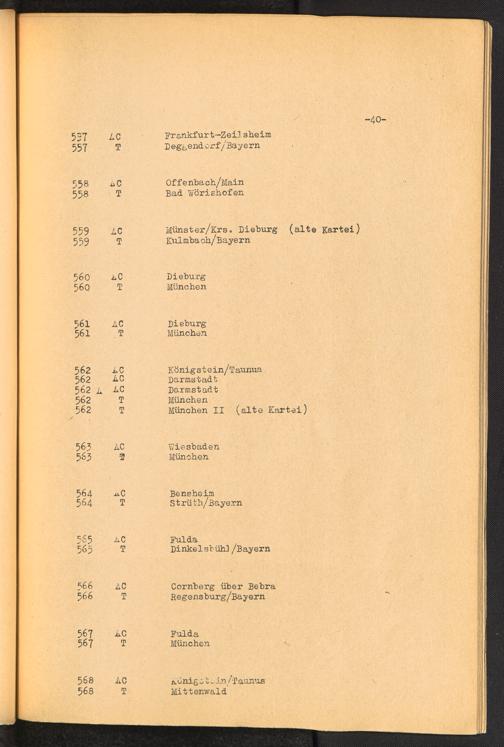 -40-
557 AC Frankfurt-Zeilsheim
557 T Deggendorf/Bayern
558 AC Offenbach/Main
558 T Bad Wörishofen
559 AC Münster/Krs. Dieburg (alte Kartei)
559 T Kulmbach/Bayern
560 AC Dieburg
560 T München
561 AC Dieburg
561 T München
562 AC Königstein/Taunus
562 AC Darmstadt
562 A AC Darmstadt
562 T München
562 T München II (alte Kartei)
563 AC Wiesbaden
563 T München
564 AC Bensheim
564 T Strüth/Bayern
565 AC Fulda
565 T Dinkelsbühl/Bayern
566 AC Cornberg über Bebra
566 T Regensburg/Bayern
567 AC Fulda
567 T München
568 AC Königstein/Taunus
568 T Mittenwald